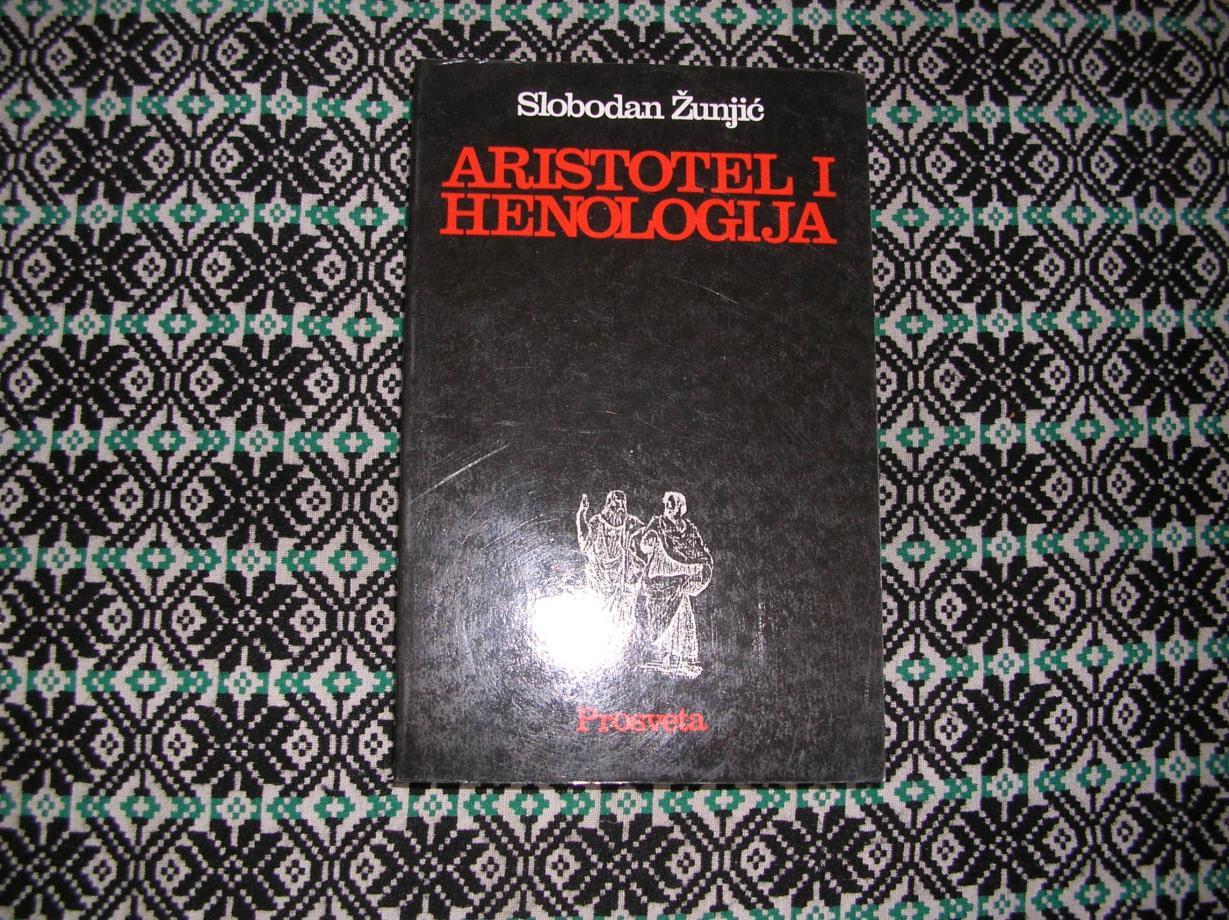 Slobodan Žunjić
ARISTOTEL I
HENOLOGIJA
Prosveta